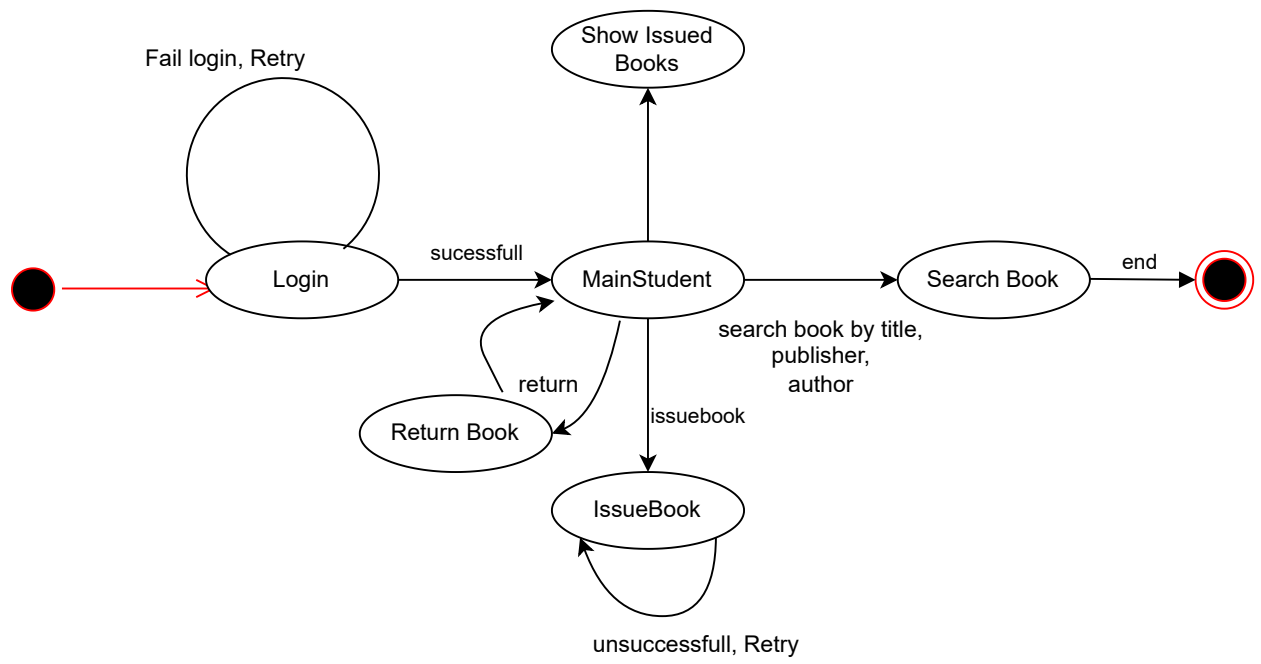 Show Issued
Books
Fail login, Retry
sucessfull
Login
MainStudent
Search Book
end
search book by title,
publisher,
author
return
issuebook
Return Book
IssueBook
unsuccessfull, Retry